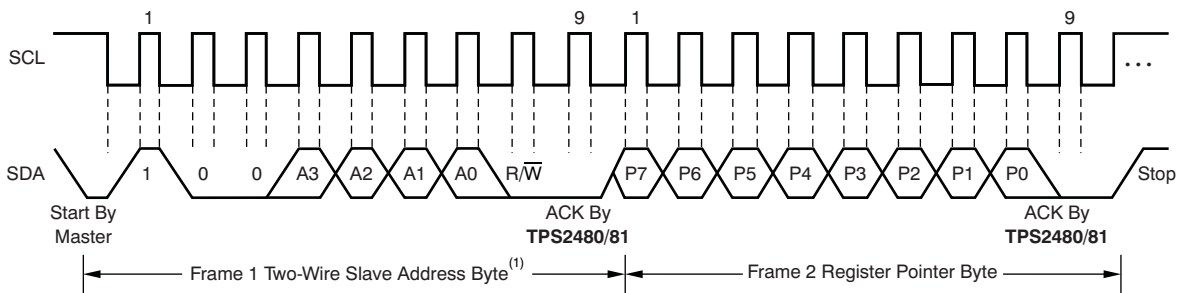 1 9 1 9
SCL ...
SDA 1 0 0 A3 A2 A1 A0 R/W̅ P7 P6 P5 P4 P3 P2 P1 P0 Stop
Start By ACK By ACK By
Master TPS2480/81 TPS2480/81
Frame 1 Two-Wire Slave Address Byte(1) Frame 2 Register Pointer Byte